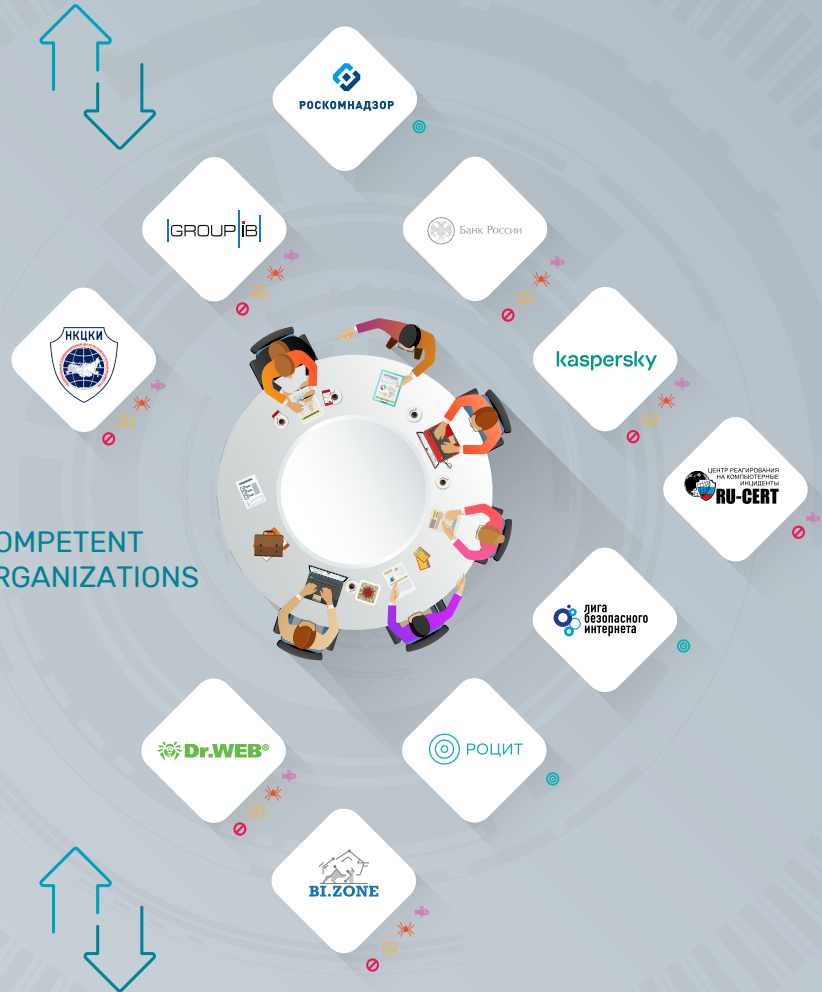 РОСКОМНАДЗОР
GROUP iB
Банк России
НКЦКИ
kaspersky
ЦЕНТР РЕАГИРОВАНИЯ
НА КОМПЬЮТЕРНЫЕ
ИНЦИДЕНТЫ
RU-CERT
OMPETENT
RGANIZATIONS
лига
безопасного
интернета
Dr.WEB®
РОЦИТ
BI.ZONE